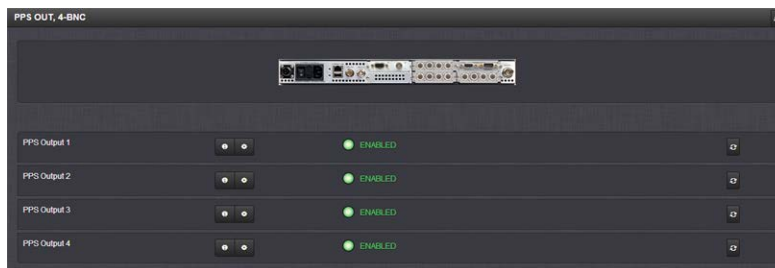 PPS OUT, 4-BNC
PPS Output 1 ENABLED
PPS Output 2 ENABLED
PPS Output 3 ENABLED
PPS Output 4 ENABLED